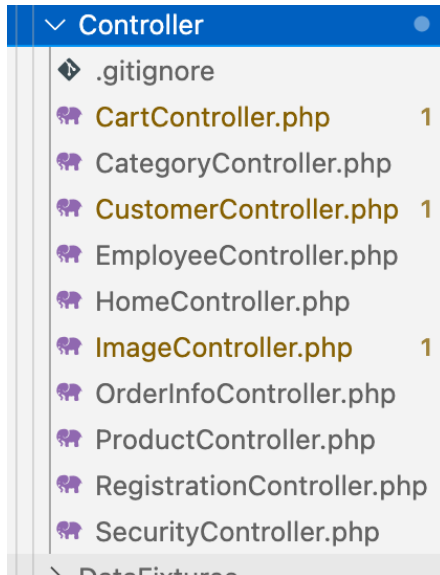 Controller
.gitignore
CartController.php 1
CategoryController.php
CustomerController.php 1
EmployeeController.php
HomeController.php
ImageController.php 1
OrderInfoController.php
ProductController.php
RegistrationController.php
SecurityController.php
DataFixtures